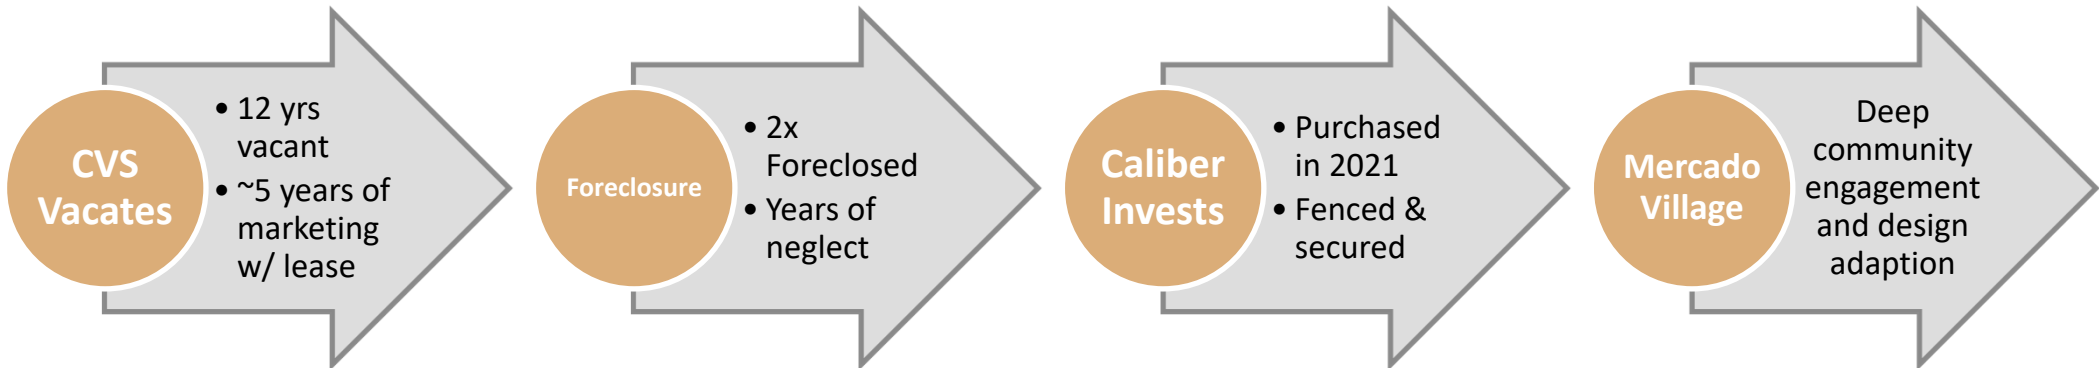 CVS
Vacates
• 12 yrs
vacant
• ~5 years of
marketing
w/ lease
Foreclosure
• 2x
Foreclosed
• Years of
neglect
Caliber
Invests
• Purchased
in 2021
• Fenced &
secured
Mercado
Village
Deep
community
engagement
and design
adaption